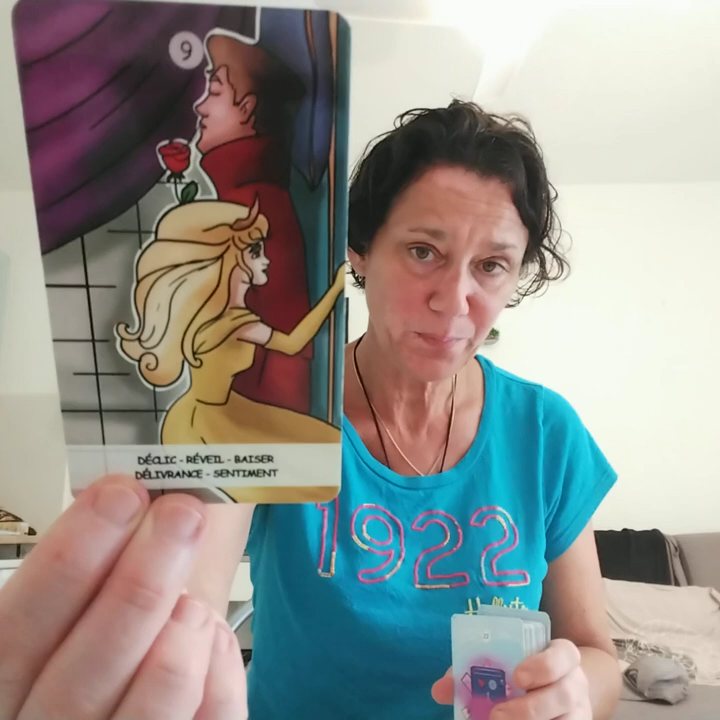 9
DÉCLIC - RÉVEIL - BAISER
DÉLIVRANCE - SENTIMENT
1922